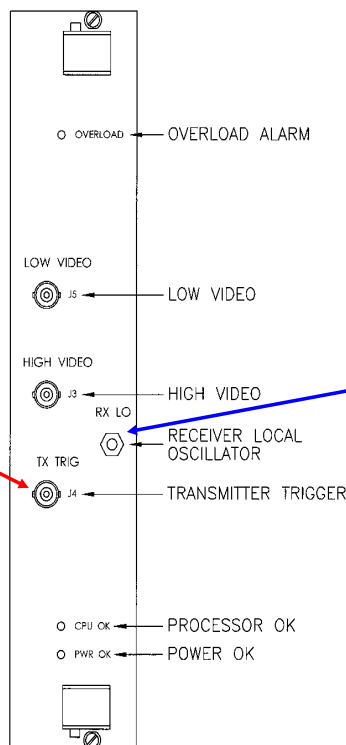 OVERLOAD
OVERLOAD ALARM
LOW VIDEO
J5
LOW VIDEO
HIGH VIDEO
J3
HIGH VIDEO
RX LO
RECEIVER LOCAL
OSCILLATOR
TX TRIG
J4
TRANSMITTER TRIGGER
CPU OK
PROCESSOR OK
PWR OK
POWER OK